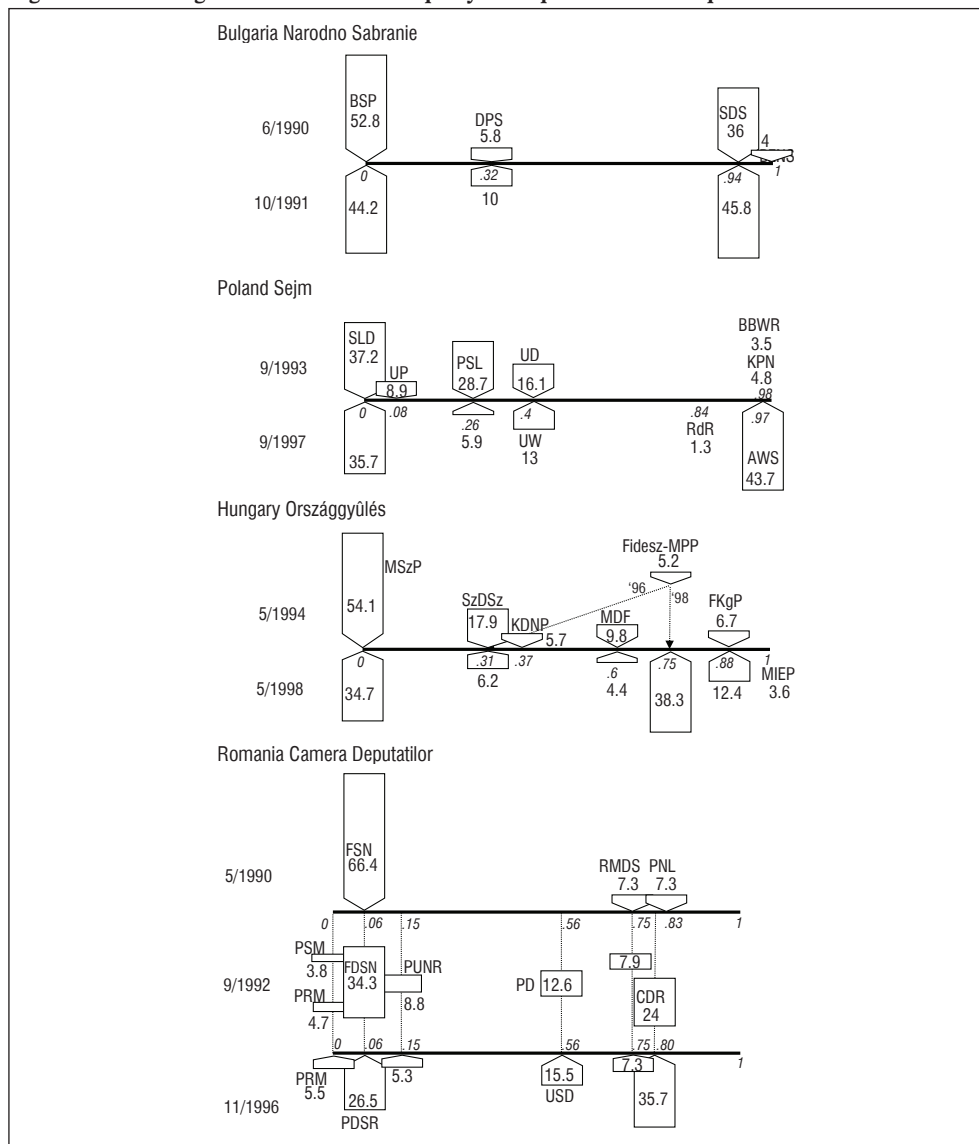 Bulgaria Narodno Sabranie
BSP
52.8
SDS
36
6/1990
DPS
5.8
4
0
.32
.94
1
10/1991
44.2
10
45.8
Poland Sejm
SLD
37.2
BBWR
3.5
KPN
4.8
.98
9/1993
UP
8.9
PSL
28.7
UD
16.1
0
.08
.26
.4
.84
.97
9/1997
35.7
5.9
UW
13
RdR
1.3
AWS
43.7
Hungary Országgyûlés
MSzP
54.1
Fidesz-MPP
5.2
'96
'98
5/1994
SzDSz
17.9
KDNP
5.7
MDF
9.8
FKgP
6.7
0
.31
.37
.6
.75
.88
1
5/1998
34.7
6.2
4.4
38.3
12.4
MIEP
3.6
Romania Camera Deputatilor
FSN
66.4
5/1990
RMDS
7.3
PNL
7.3
0
.06
.15
.56
.75
.83
1
PSM
3.8
9/1992
FDSN
34.3
PUNR
8.8
PD
12.6
7.9
CDR
24
PRM
4.7
0
.06
.15
.56
.75
.80
1
PRM
5.5
5.3
7.3
11/1996
26.5
PDSR
15.5
USD
35.7